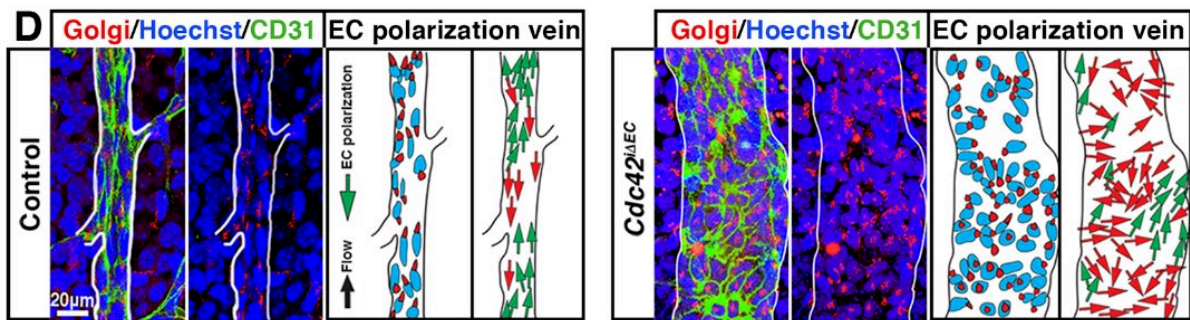 D
Golgi/Hoechst/CD31 EC polarization vein
Control
20µm
Flow
EC polarization
Golgi/Hoechst/CD31 EC polarization vein
Cdc42iΔEC